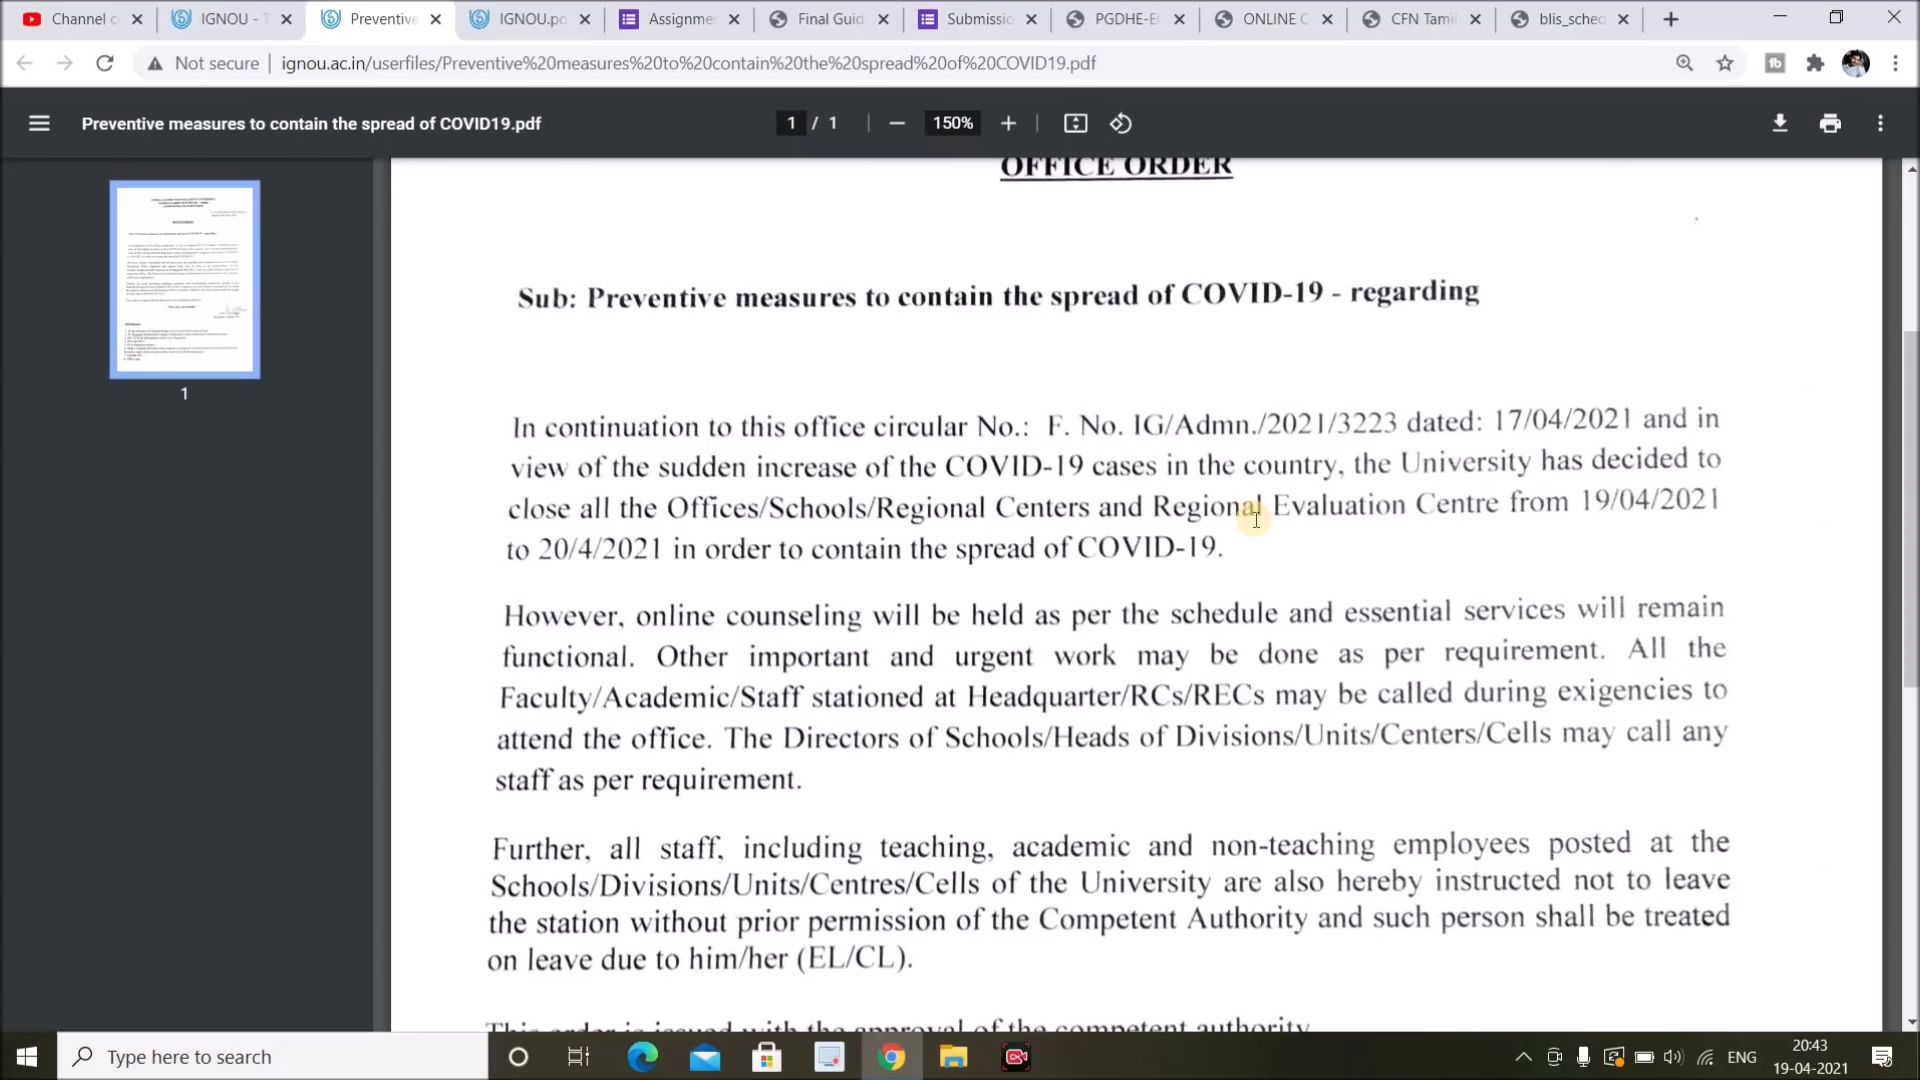 Channel c
IGNOU - T
Preventive
IGNOU.pd
Assignme
Final Guid
Submissio
PGDHE-E
ONLINE C
CFN Tami
blis_sched
Not secure
ignou.ac.in/userfiles/Preventive%20measures%20to%20contain%20the%20spread%20of%20COVID19.pdf
Preventive measures to contain the spread of COVID19.pdf
1 / 1
150%
1
OFFICE ORDER
Sub: Preventive measures to contain the spread of COVID-19 - regarding
In continuation to this office circular No.: F. No. IG/Admn./2021/3223 dated: 17/04/2021 and in
view of the sudden increase of the COVID-19 cases in the country, the University has decided to
close all the Offices/Schools/Regional Centers and Regional Evaluation Centre from 19/04/2021
to 20/4/2021 in order to contain the spread of COVID-19.
However, online counseling will be held as per the schedule and essential services will remain
functional. Other important and urgent work may be done as per requirement. All the
Faculty/Academic/Staff stationed at Headquarter/RCs/RECs may be called during exigencies to
attend the office. The Directors of Schools/Heads of Divisions/Units/Centers/Cells may call any
staff as per requirement.
Further, all staff, including teaching, academic and non-teaching employees posted at the
Schools/Divisions/Units/Centres/Cells of the University are also hereby instructed not to leave
the station without prior permission of the Competent Authority and such person shall be treated
on leave due to him/her (EL/CL).
This order is issued with the approval of the competent authority.
Type here to search
ENG
20:43
19-04-2021